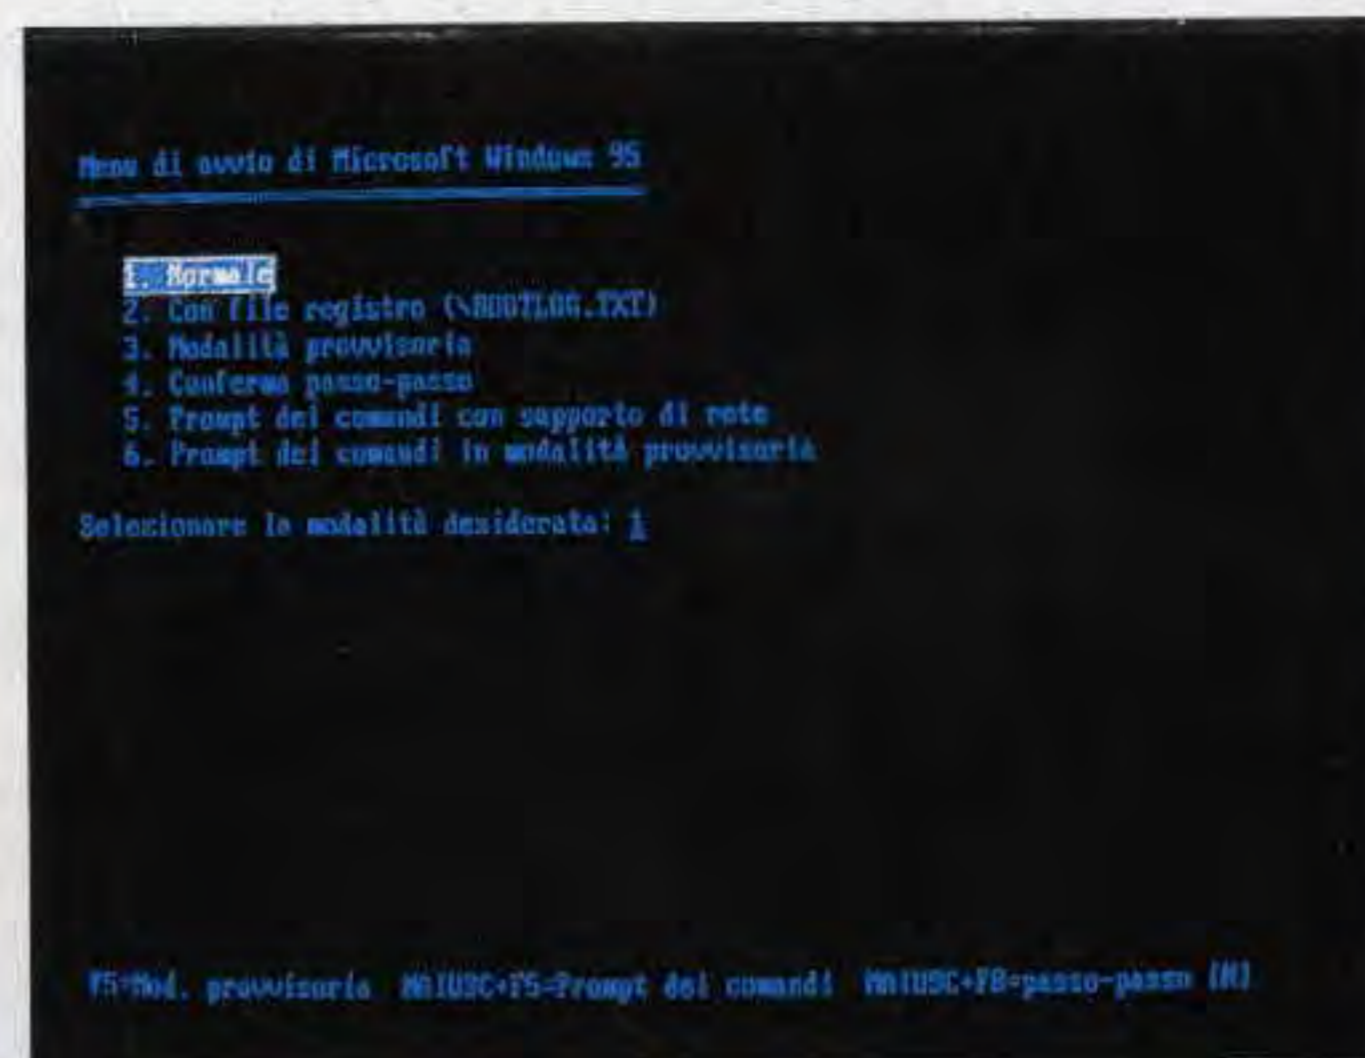 Menu di avvio di Microsoft Windows 95
1. Normale
2. Con file registro (\BOOTLOG.TXT)
3. Modalità provvisoria
4. Conferma passo-passo
5. Prompt dei comandi con supporto di rete
6. Prompt dei comandi in modalità provvisoria
Selezionare la modalità desiderata: 1
F5=Mod. provvisoria MAIUSC+F5=Prompt dei comandi MAIUSC+F8=passo-passo [N]